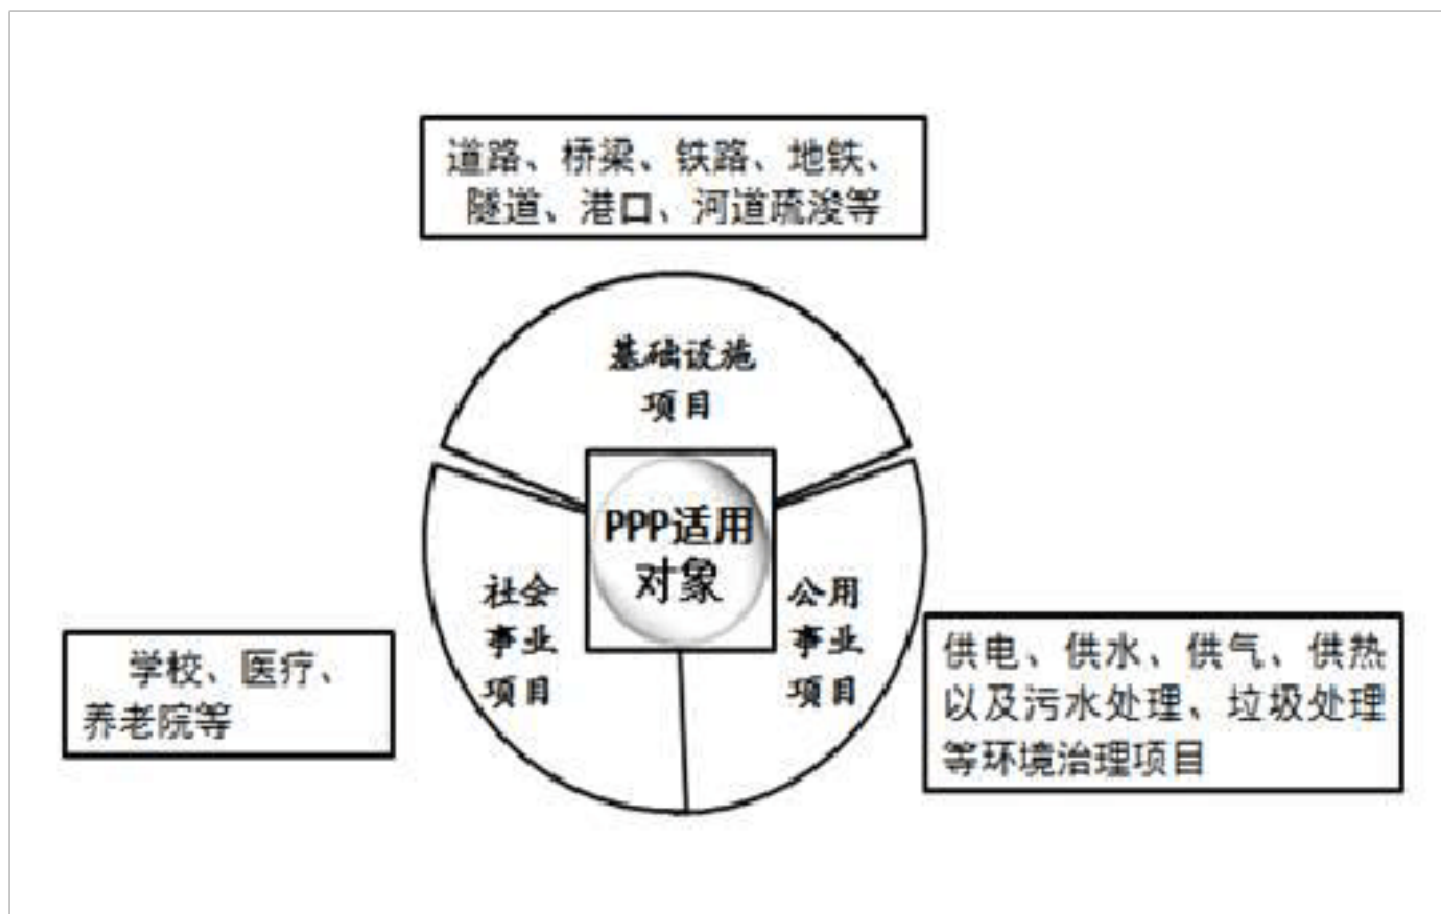 道路、桥梁、铁路、地铁、
隧道、港口、河道疏浚等
基础设施
项目
PPP适用
对象
社会
事业
项目
公用
事业
项目
学校、医疗、
养老院等
供电、供水、供气、供热
以及污水处理、垃圾处理
等环境治理项目